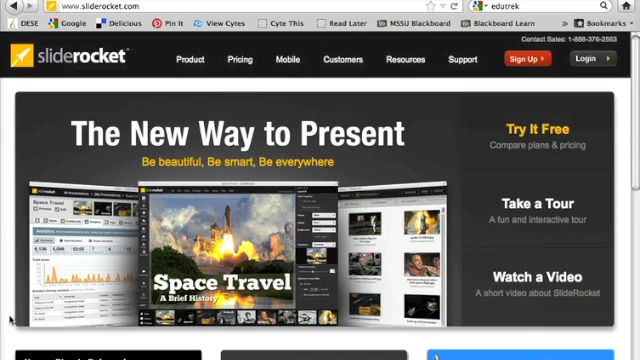 www.sliderocket.com
edutrek
DESE
Google
Delicious
Pin It
View Cytes
Cyte This
Read Later
MSSU Blackboard
Blackboard Learn
Bookmarks
Contact Sales: 1-888-376-2563
sliderocket
Product
Pricing
Mobile
Customers
Resources
Support
Sign Up
Login
The New Way to Present
Be beautiful, Be smart, Be everywhere
Try It Free
Compare plans & pricing
Take a Tour
A fun and interactive tour
Watch a Video
A short video about SlideRocket
Space Travel
Analytics
Space Travel
A Brief History